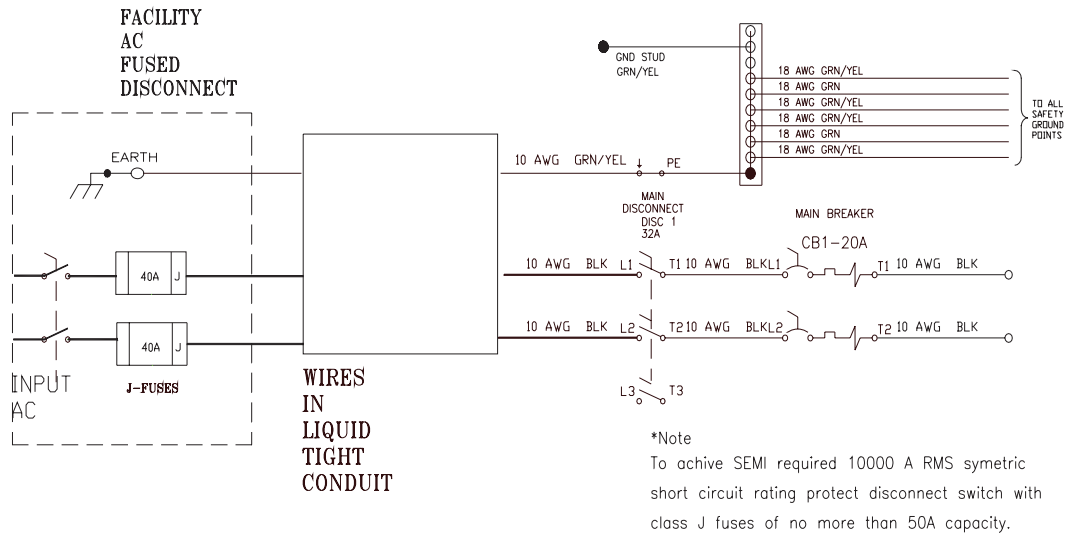 FACILITY
AC
FUSED
DISCONNECT
GND STUD
GRN/YEL
18 AWG GRN/YEL
18 AWG GRN
18 AWG GRN/YEL
18 AWG GRN/YEL
18 AWG GRN
18 AWG GRN/YEL
TO ALL
SAFETY
GROUND
POINTS
EARTH
10 AWG GRN/YEL
PE
MAIN
DISCONNECT
DISC 1
32A
MAIN BREAKER
CB1-20A
40A J
10 AWG BLK L1 T1 10 AWG BLK L1 T1 10 AWG BLK
40A J
10 AWG BLK L2 T2 10 AWG BLK L2 T2 10 AWG BLK
INPUT
AC
J-FUSES
L3 T3
WIRES
IN
LIQUID
TIGHT
CONDUIT
*Note
To achive SEMI required 10000 A RMS symetric
short circuit rating protect disconnect switch with
class J fuses of no more than 50A capacity.